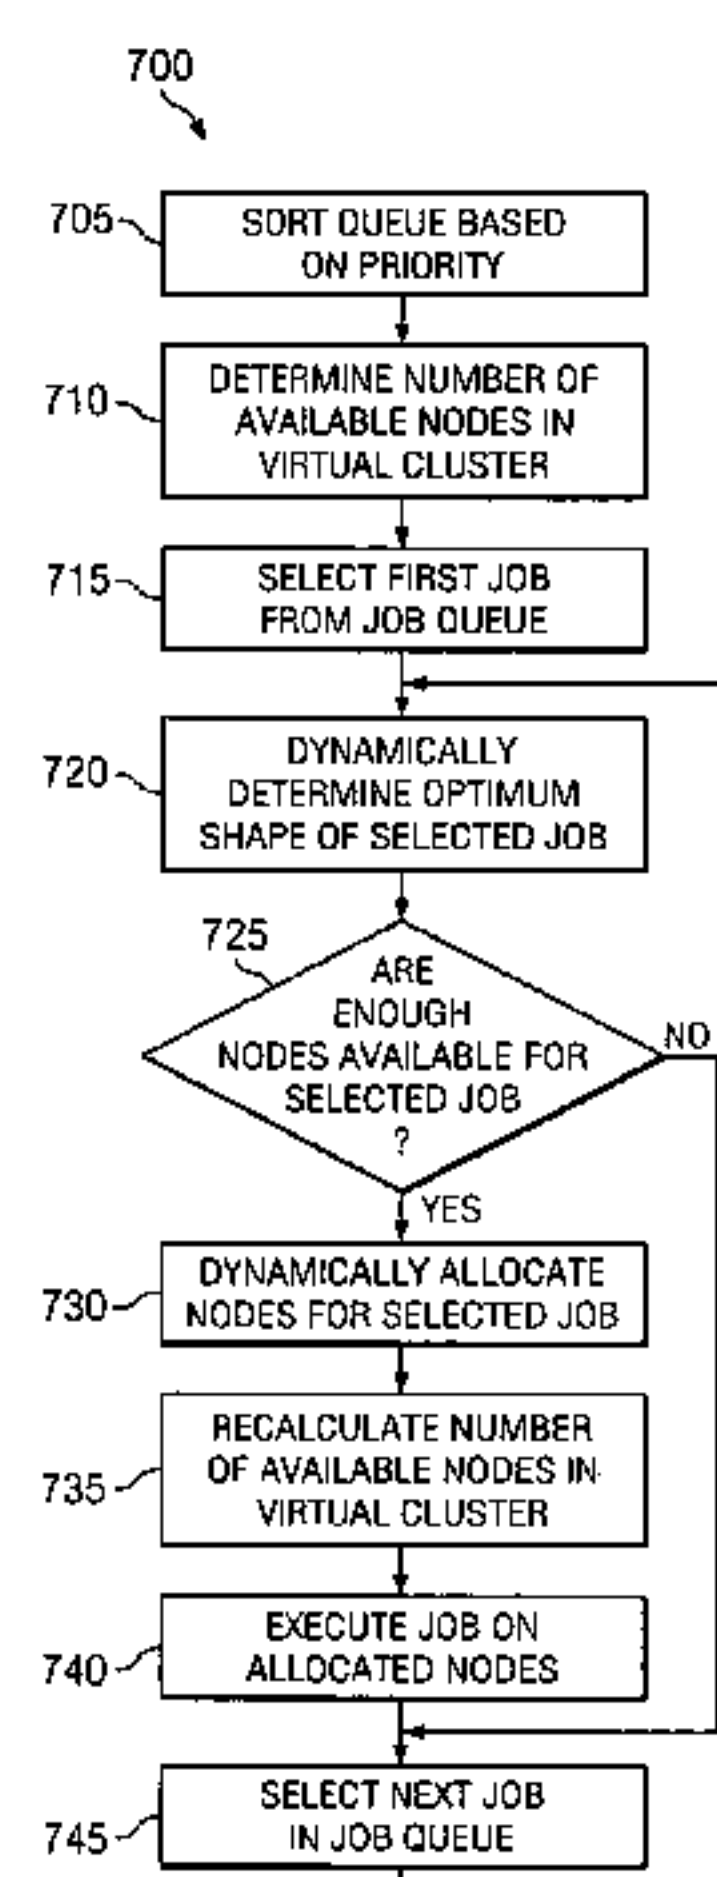 700
705
SORT QUEUE BASED
ON PRIORITY
710
DETERMINE NUMBER OF
AVAILABLE NODES IN
VIRTUAL CLUSTER
715
SELECT FIRST JOB
FROM JOB QUEUE
720
DYNAMICALLY
DETERMINE OPTIMUM
SHAPE OF SELECTED JOB
725
ARE
ENOUGH
NODES AVAILABLE FOR
SELECTED JOB
?
NO
YES
730
DYNAMICALLY ALLOCATE
NODES FOR SELECTED JOB
735
RECALCULATE NUMBER
OF AVAILABLE NODES IN
VIRTUAL CLUSTER
740
EXECUTE JOB ON
ALLOCATED NODES
745
SELECT NEXT JOB
IN JOB QUEUE